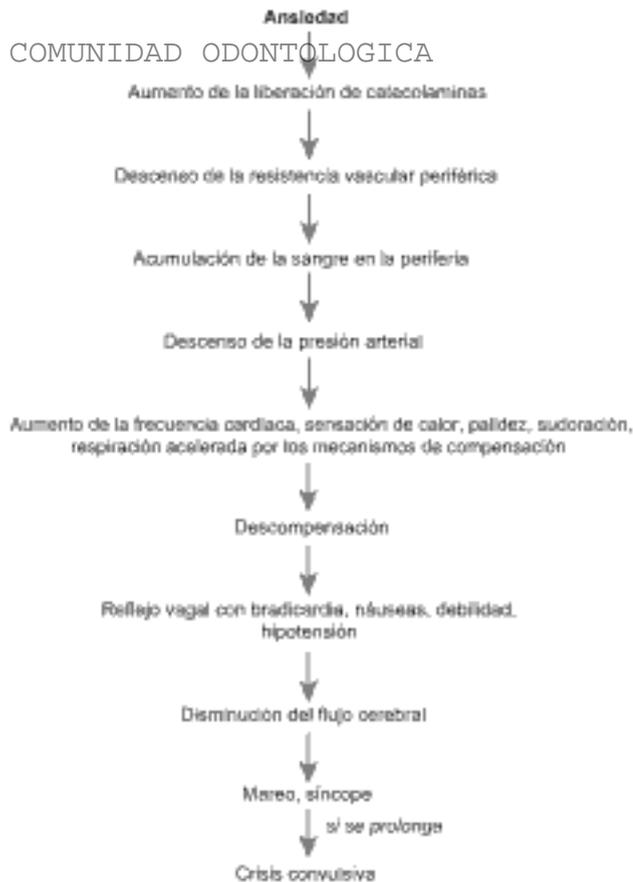 Ansiedad
COMUNIDAD ODONTOLOGICA
Aumento de la liberación de catecolaminas
Descenso de la resistencia vascular periférica
Acumulación de la sangre en la periferia
Descenso de la presión arterial
Aumento de la frecuencia cardíaca, sensación de calor, palidez, sudoración,
respiración acelerada por los mecanismos de compensación
Descompensación
Reflejo vagal con bradicardia, náuseas, debilidad,
hipotensión
Disminución del flujo cerebral
Mareo, síncope
si se prolonga
Crisis convulsiva